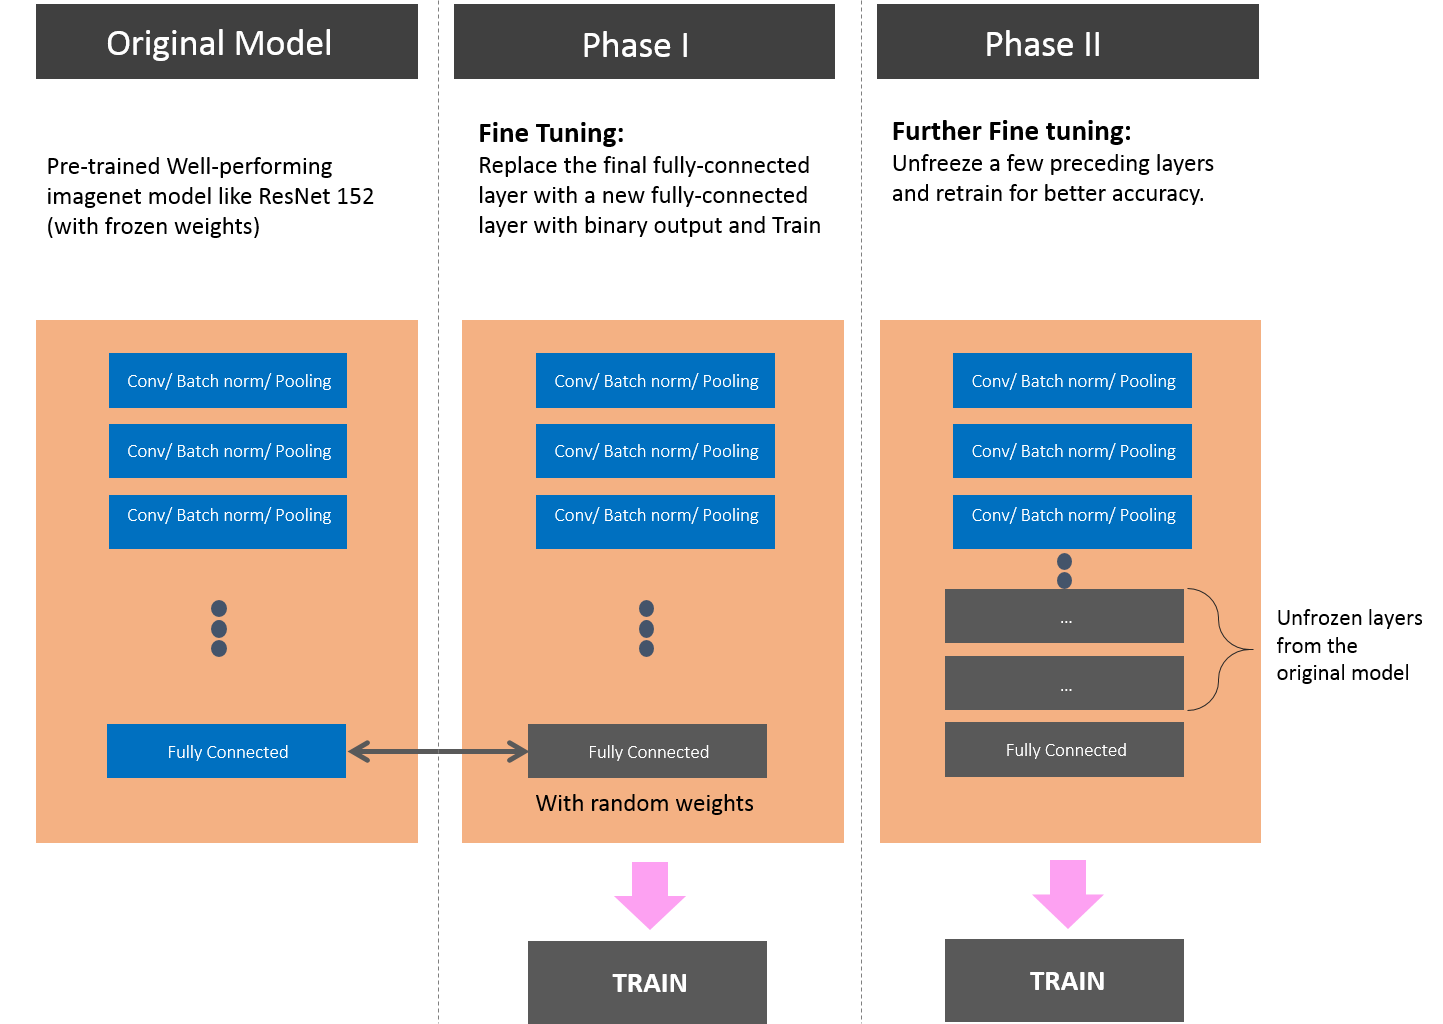 Original Model
Pre-trained Well-performing
imagenet model like ResNet 152
(with frozen weights)
Conv/ Batch norm/ Pooling
Conv/ Batch norm/ Pooling
Conv/ Batch norm/ Pooling
Fully Connected
Phase I
Fine Tuning:
Replace the final fully-connected
layer with a new fully-connected
layer with binary output and Train
Conv/ Batch norm/ Pooling
Conv/ Batch norm/ Pooling
Conv/ Batch norm/ Pooling
Fully Connected
With random weights
TRAIN
Phase II
Further Fine tuning:
Unfreeze a few preceding layers
and retrain for better accuracy.
Conv/ Batch norm/ Pooling
Conv/ Batch norm/ Pooling
Conv/ Batch norm/ Pooling
...
...
Fully Connected
Unfrozen layers
from the
original model
TRAIN